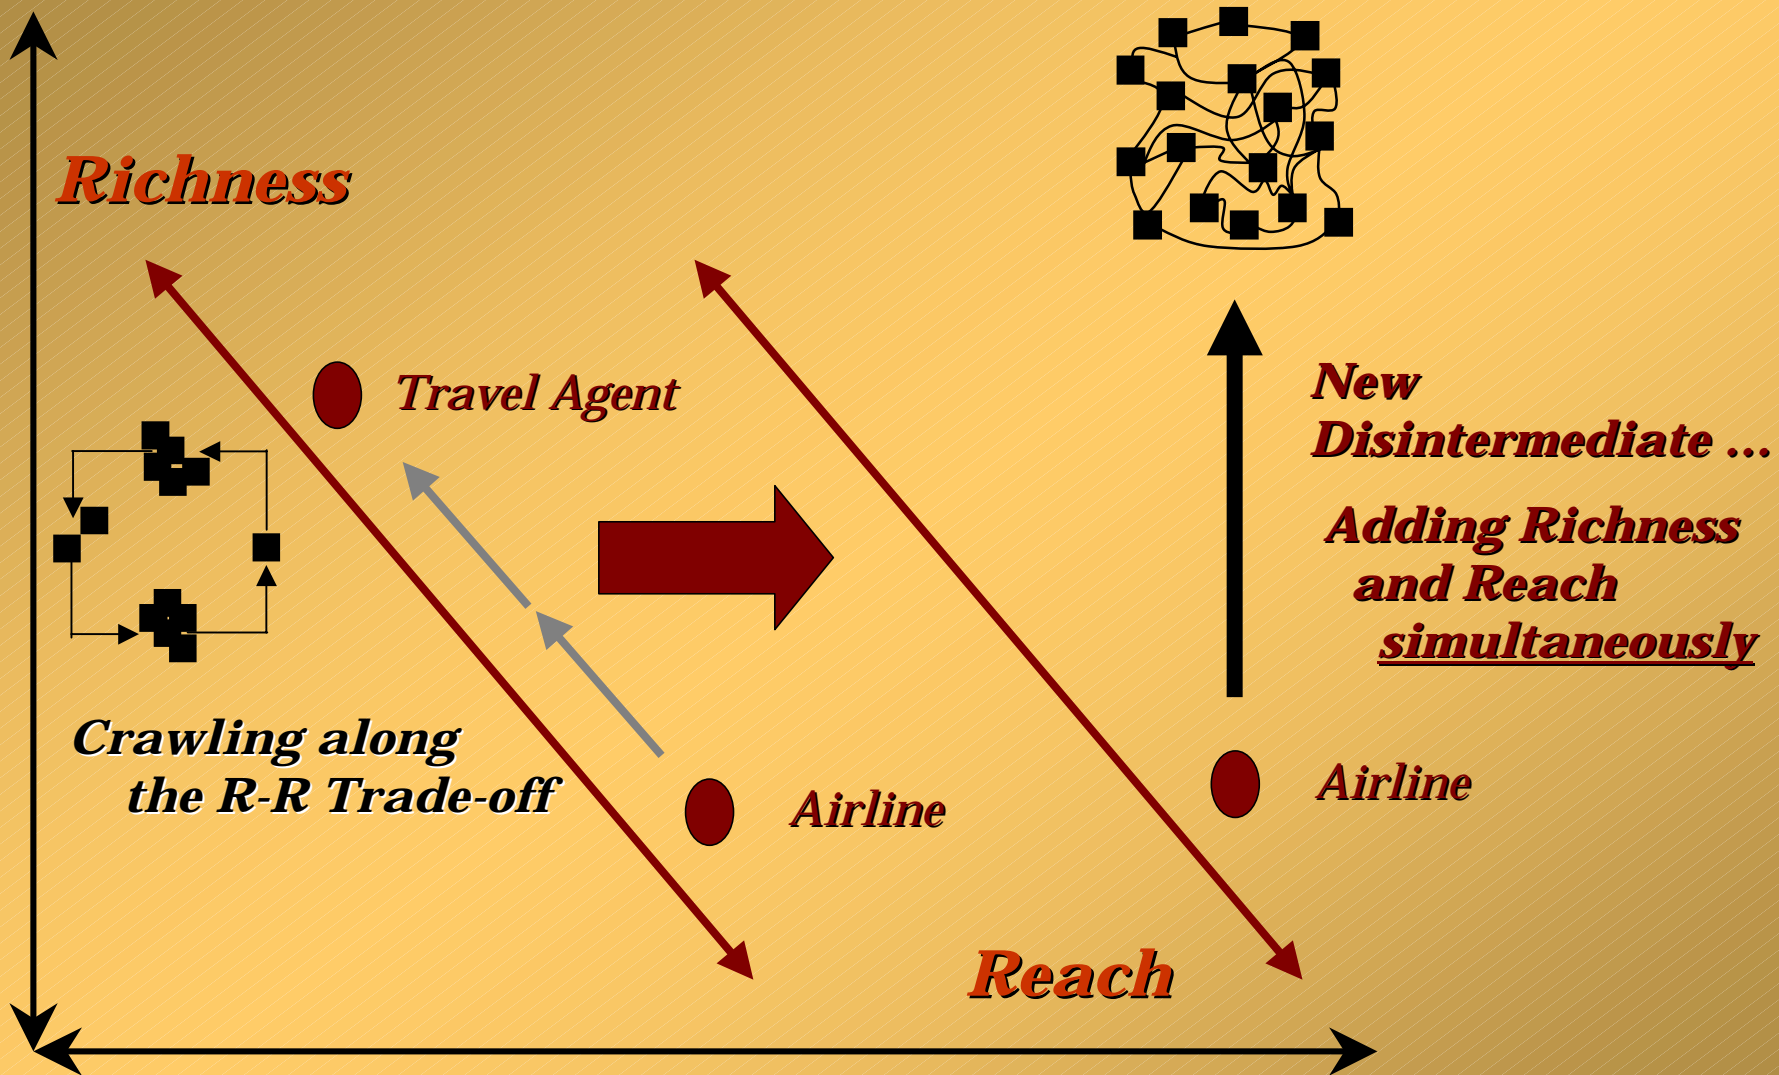 Richness
Travel Agent
New
Disintermediate ...
Adding Richness
and Reach
simultaneously
Crawling along
the R-R Trade-off
Airline
Airline
Reach